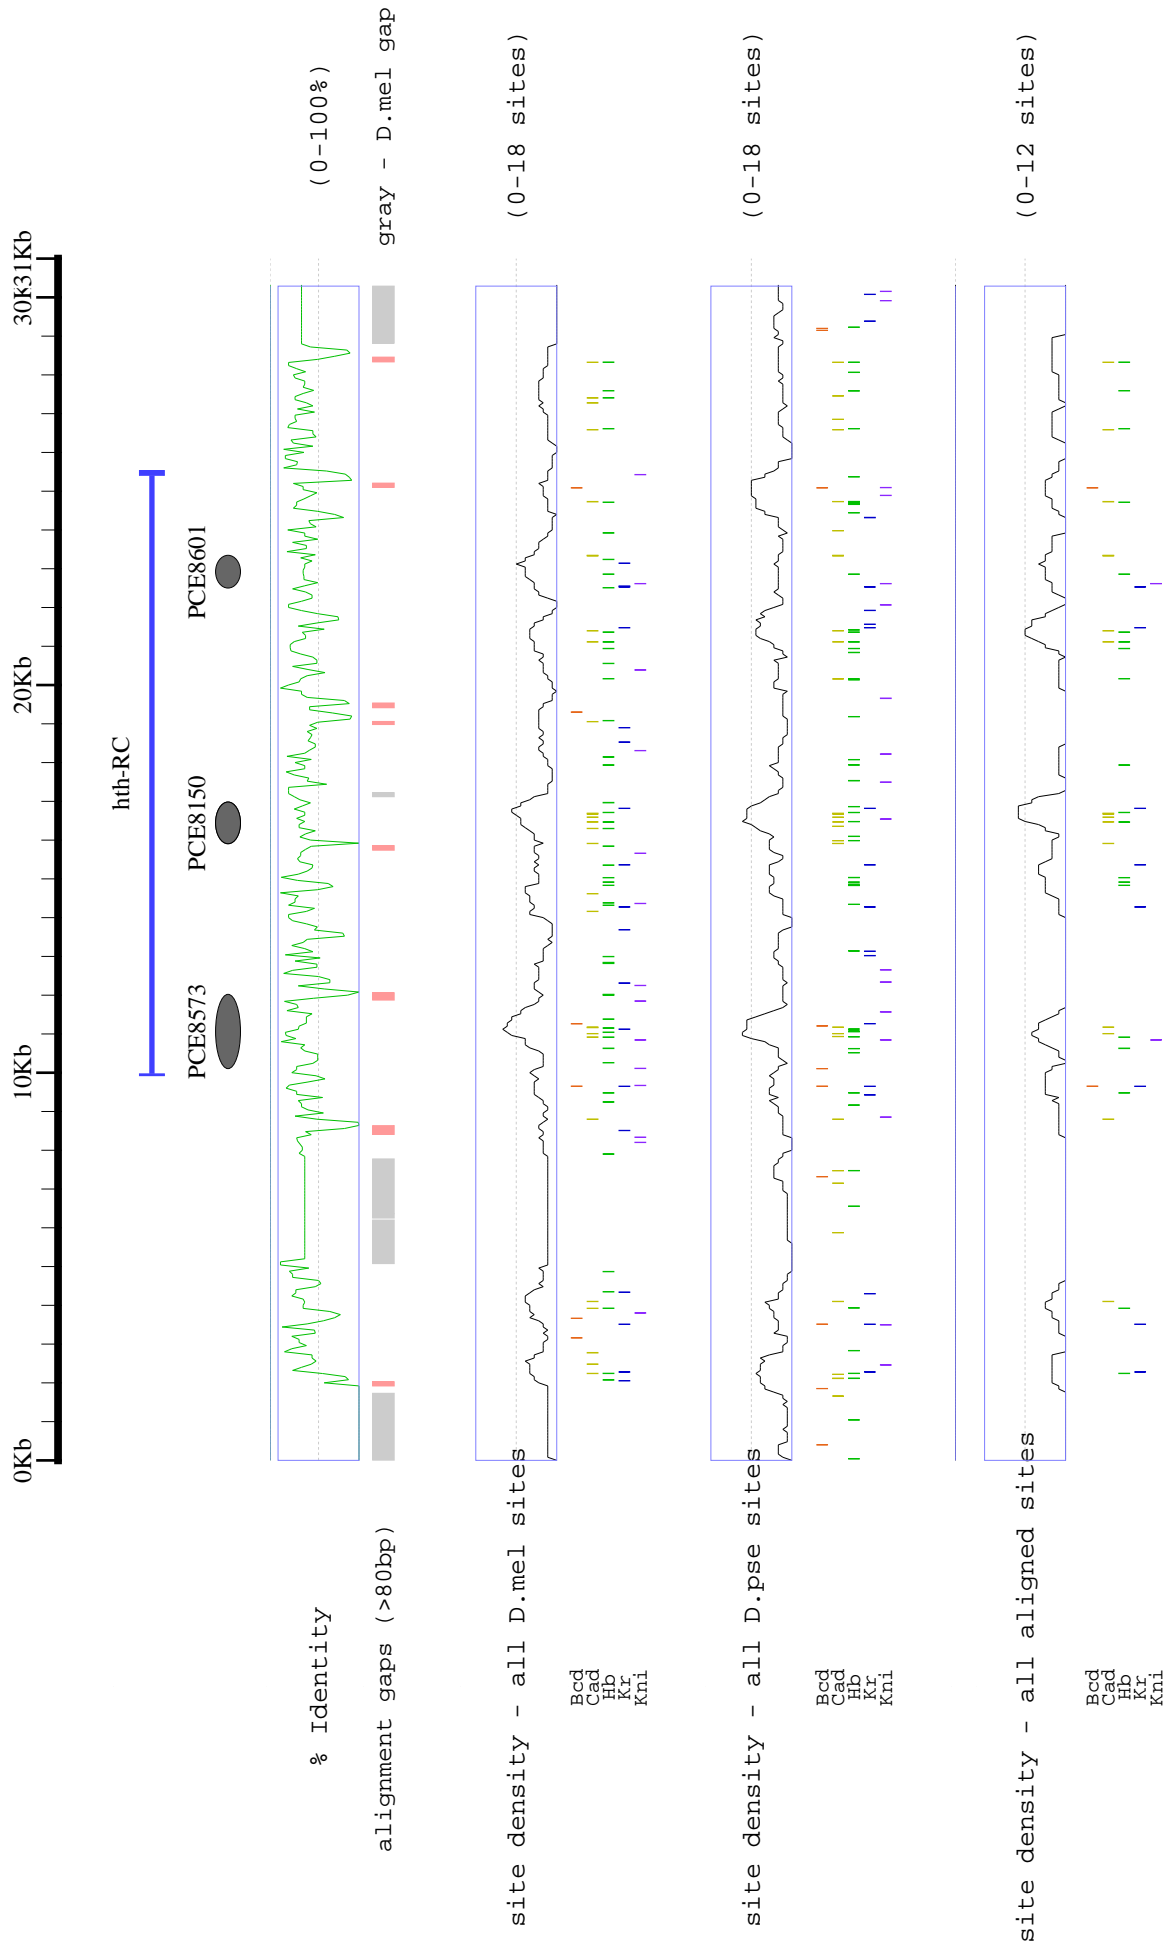 0Kb 10Kb 20Kb 30K31Kb
hth-RC
PCE8573 PCE8150 PCE8601
% Identity (0-100%)
alignment gaps (>80bp) gray - D.mel gap
site density - all D.mel sites (0-18 sites)
Bcd
Cad
Hb
Kr
Kni
site density - all D.pse sites (0-18 sites)
Bcd
Cad
Hb
Kr
Kni
site density - all aligned sites (0-12 sites)
Bcd
Cad
Hb
Kr
Kni